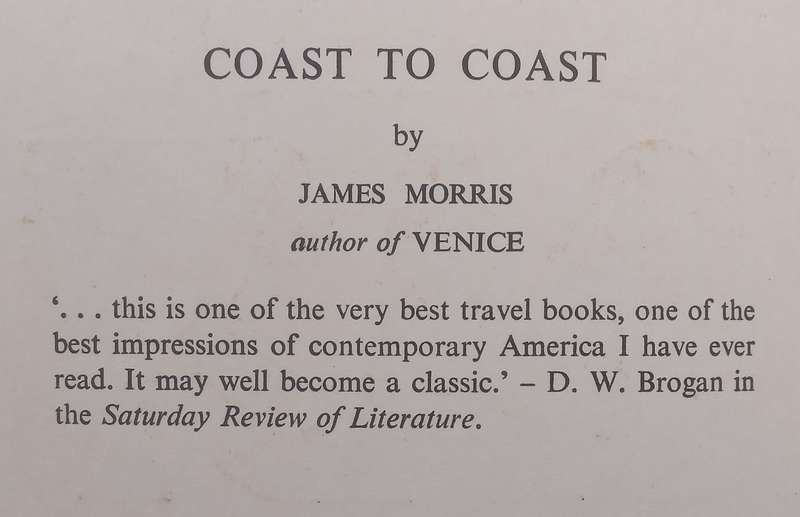 COAST TO COAST
by
JAMES MORRIS
author of VENICE
‘. . . this is one of the very best travel books, one of the
best impressions of contemporary America I have ever
read. It may well become a classic.’ – D. W. Brogan in
the Saturday Review of Literature.